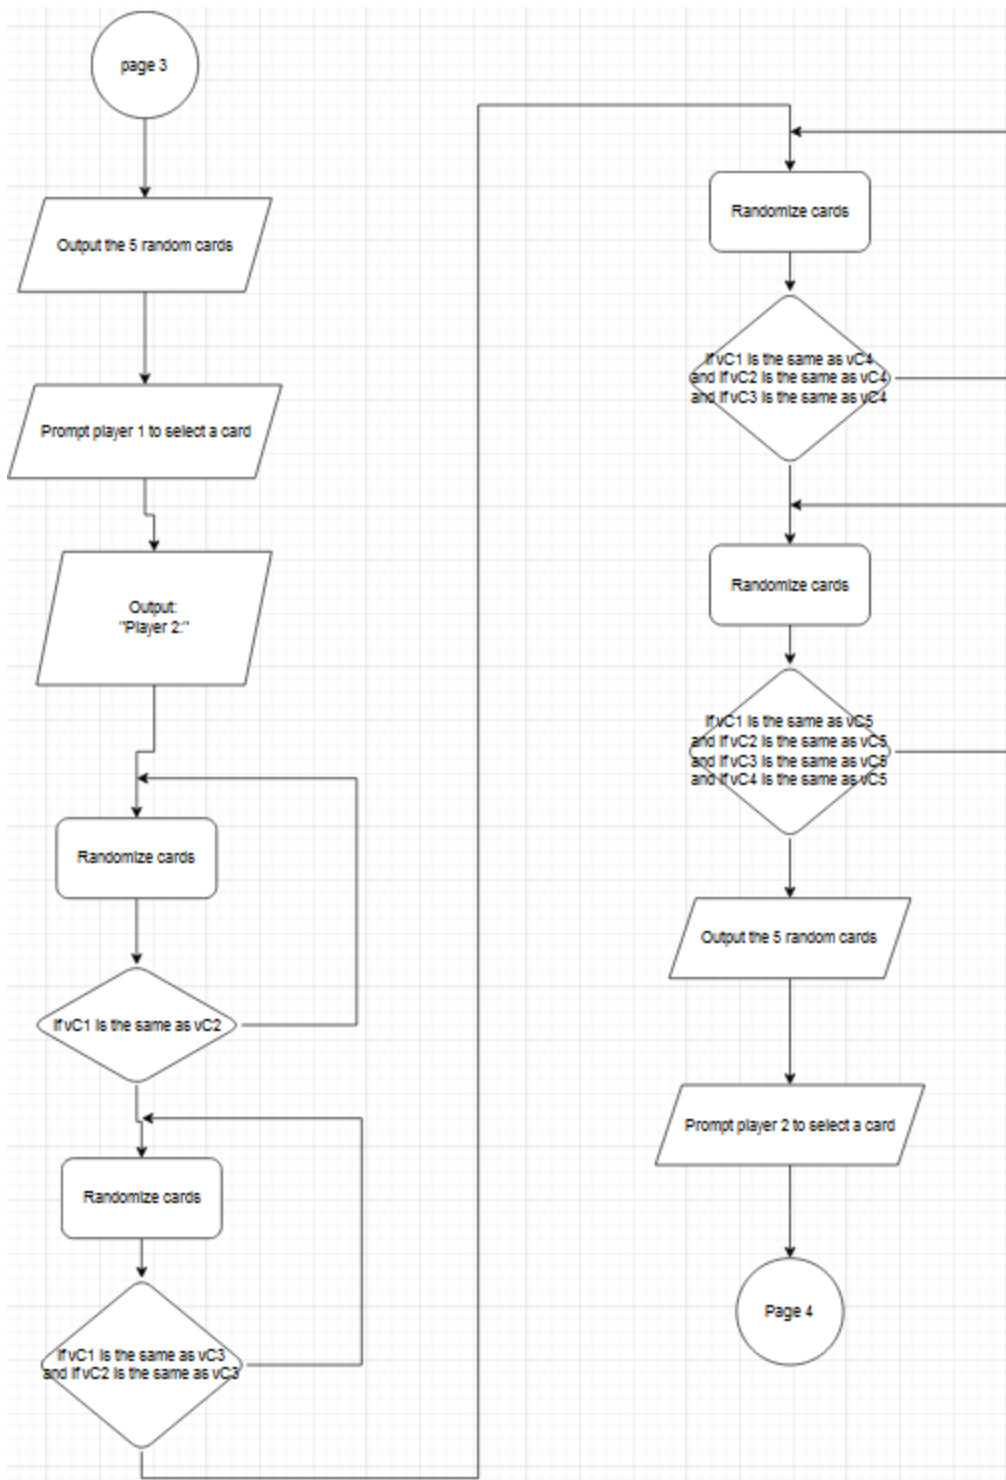 page 3
Output the 5 random cards
Prompt player 1 to select a card
Output:
"Player 2:"
Randomize cards
If vC1 is the same as vC2
Randomize cards
If vC1 is the same as vC3
and if vC2 is the same as vC3
Randomize cards
If vC1 is the same as vC4
and if vC2 is the same as vC4
and if vC3 is the same as vC4
Randomize cards
If vC1 is the same as vC5
and if vC2 is the same as vC5
and if vC3 is the same as vC5
and if vC4 is the same as vC5
Output the 5 random cards
Prompt player 2 to select a card
Page 4